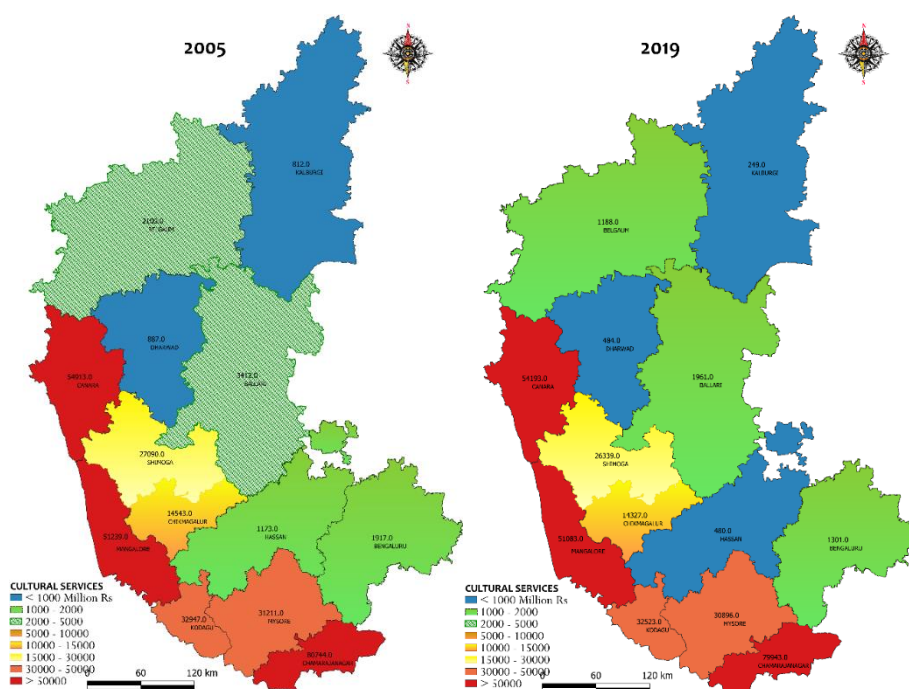 2005
N
812.0
KALBURGI
BELGAUM
887.0
DHARWAD
CANARA
3412.0
BALLARI
27090.0
SHIMOGA
14543.0
CHIKMAGALUR
51239.0
MANGALORE
1173.0
HASSAN
1917.0
BENGALURU
32947.0
KODAGU
31211.0
MYSORE
80744.0
CHAMARAJANAGAR
CULTURAL SERVICES
< 1000 Million Rs
1000 - 2000
2000 - 5000
5000 - 10000
10000 - 15000
15000 - 30000
30000 - 50000
> 50000
0 60 120 km
2019
N
249.0
KALBURGI
1188.0
BELGAUM
484.0
DHARWAD
54193.0
CANARA
1961.0
BALLARI
26339.0
SHIMOGA
14327.0
CHIKMAGALUR
51083.0
MANGALORE
480.0
HASSAN
1301.0
BENGALURU
32523.0
KODAGU
30896.0
MYSORE
79943.0
CHAMARAJANAGAR
CULTURAL SERVICES
< 1000 Million Rs
1000 - 2000
2000 - 5000
5000 - 10000
10000 - 15000
15000 - 30000
30000 - 50000
> 50000
0 60 120 km